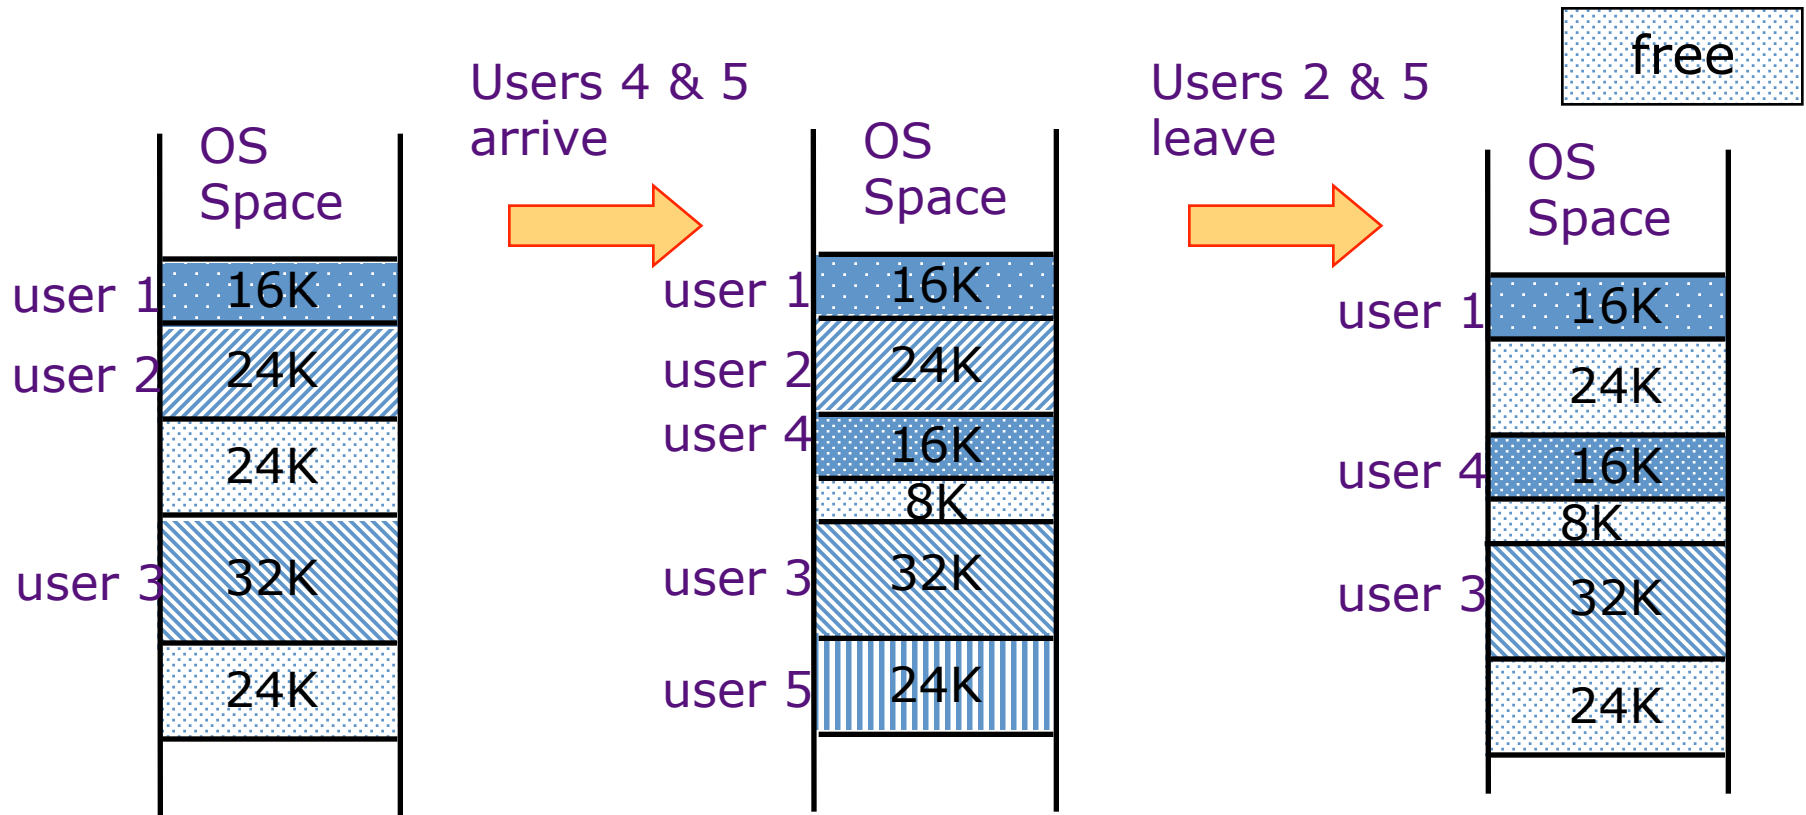 free
Users 4 & 5
arrive
Users 2 & 5
leave
OS
Space
user 1
16K
user 2
24K
24K
user 3
32K
24K
OS
Space
user 1
16K
user 2
24K
user 4
16K
8K
user 3
32K
user 5
24K
OS
Space
user 1
16K
24K
user 4
16K
8K
user 3
32K
24K